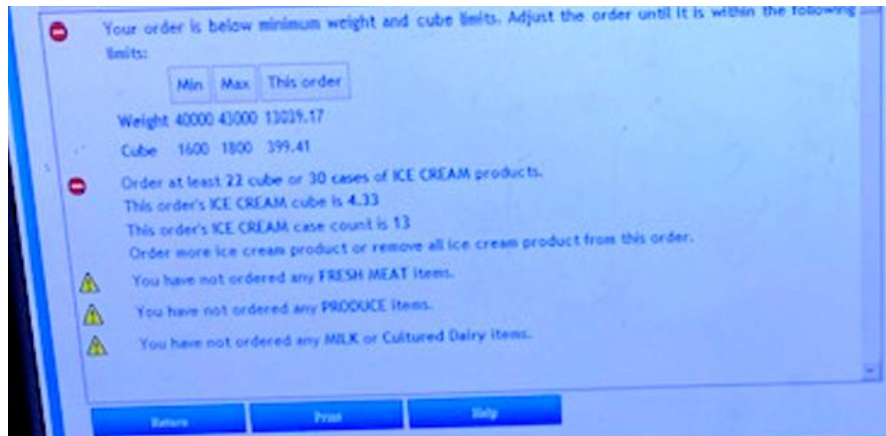 Your order is below minimum weight and cube limits. Adjust the order until it is within the following
limits:
Min Max This order
Weight 40000 43000 13039.17
Cube 1600 1800 399.41
Order at least 22 cube or 30 cases of ICE CREAM products.
This order's ICE CREAM cube is 4.33
This order's ICE CREAM case count is 13
Order more ice cream product or remove all ice cream product from this order.
You have not ordered any FRESH MEAT items.
You have not ordered any PRODUCE items.
You have not ordered any MILK or Cultured Dairy items.
Return Print Help